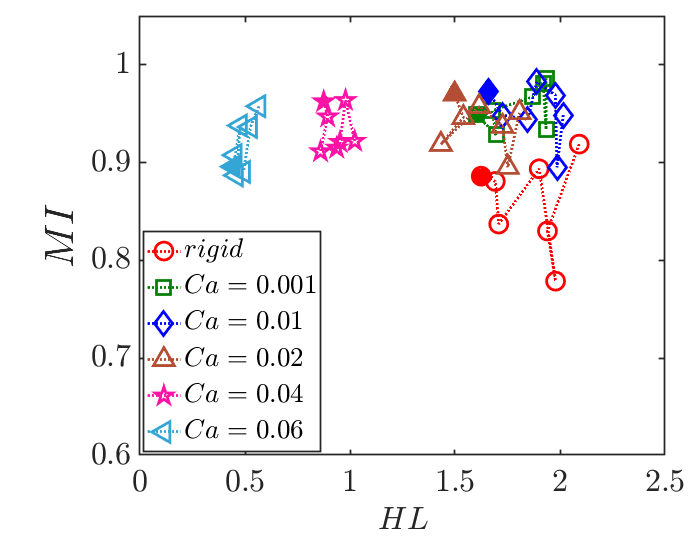 1
0.9
0.8
0.7
0.6
MI
rigid
Ca = 0.001
Ca = 0.01
Ca = 0.02
Ca = 0.04
Ca = 0.06
0 0.5 1 1.5 2 2.5
HL